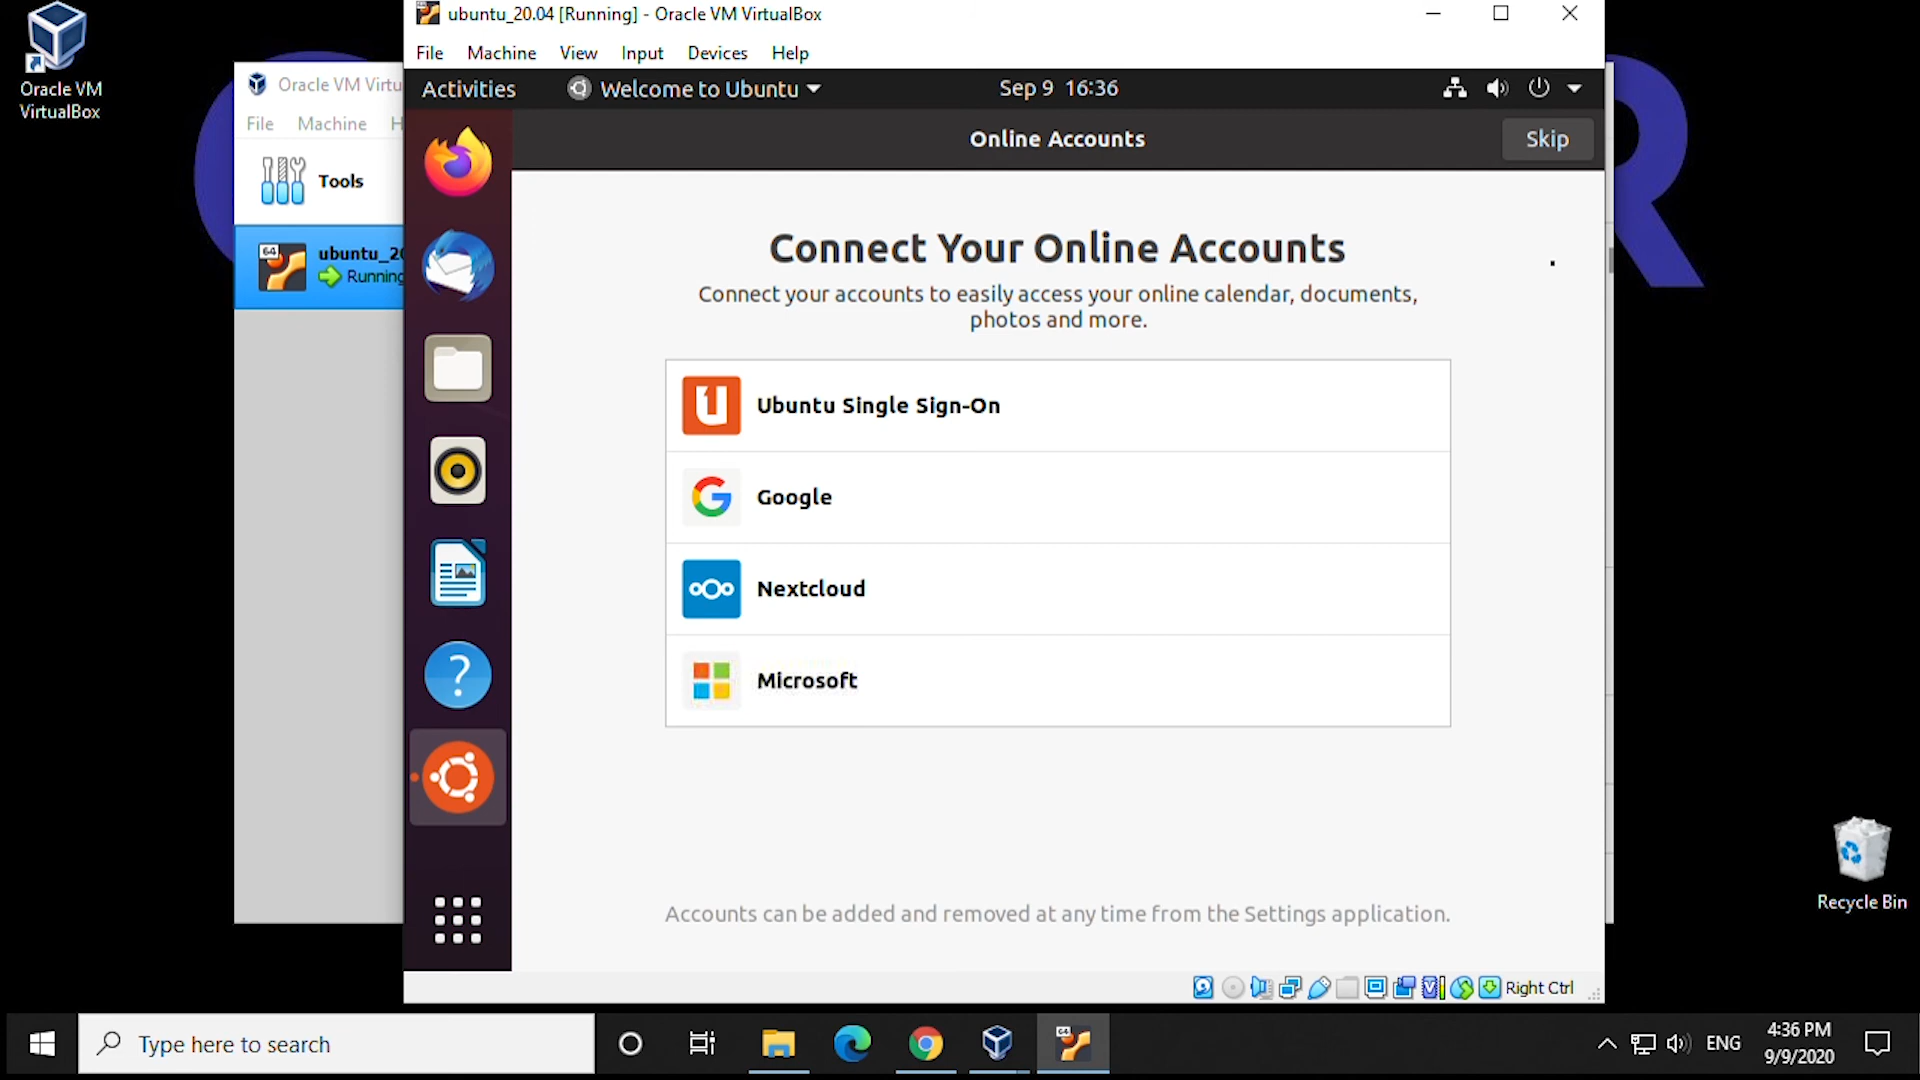 Oracle VM
VirtualBox
Oracle VM Virtu
File Machine H
Tools
64
ubuntu_20
Running
64 ubuntu_20.04 [Running] - Oracle VM VirtualBox
File Machine View Input Devices Help
Activities Welcome to Ubuntu Sep 9 16:36
Online Accounts Skip
Connect Your Online Accounts
Connect your accounts to easily access your online calendar, documents,
photos and more.
Ubuntu Single Sign-On
Google
Nextcloud
Microsoft
Accounts can be added and removed at any time from the Settings application.
Right Ctrl
R
Recycle Bin
Type here to search
64
ENG
4:36 PM
9/9/2020